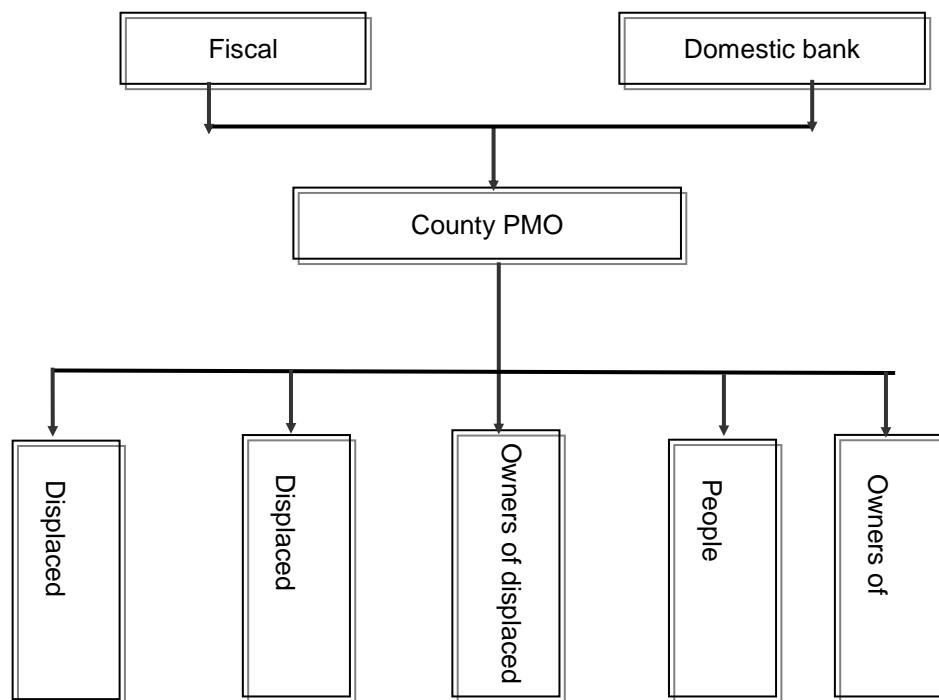 Fiscal
Domestic bank
County PMO
Displaced
Displaced
Owners of displaced
People
Owners of